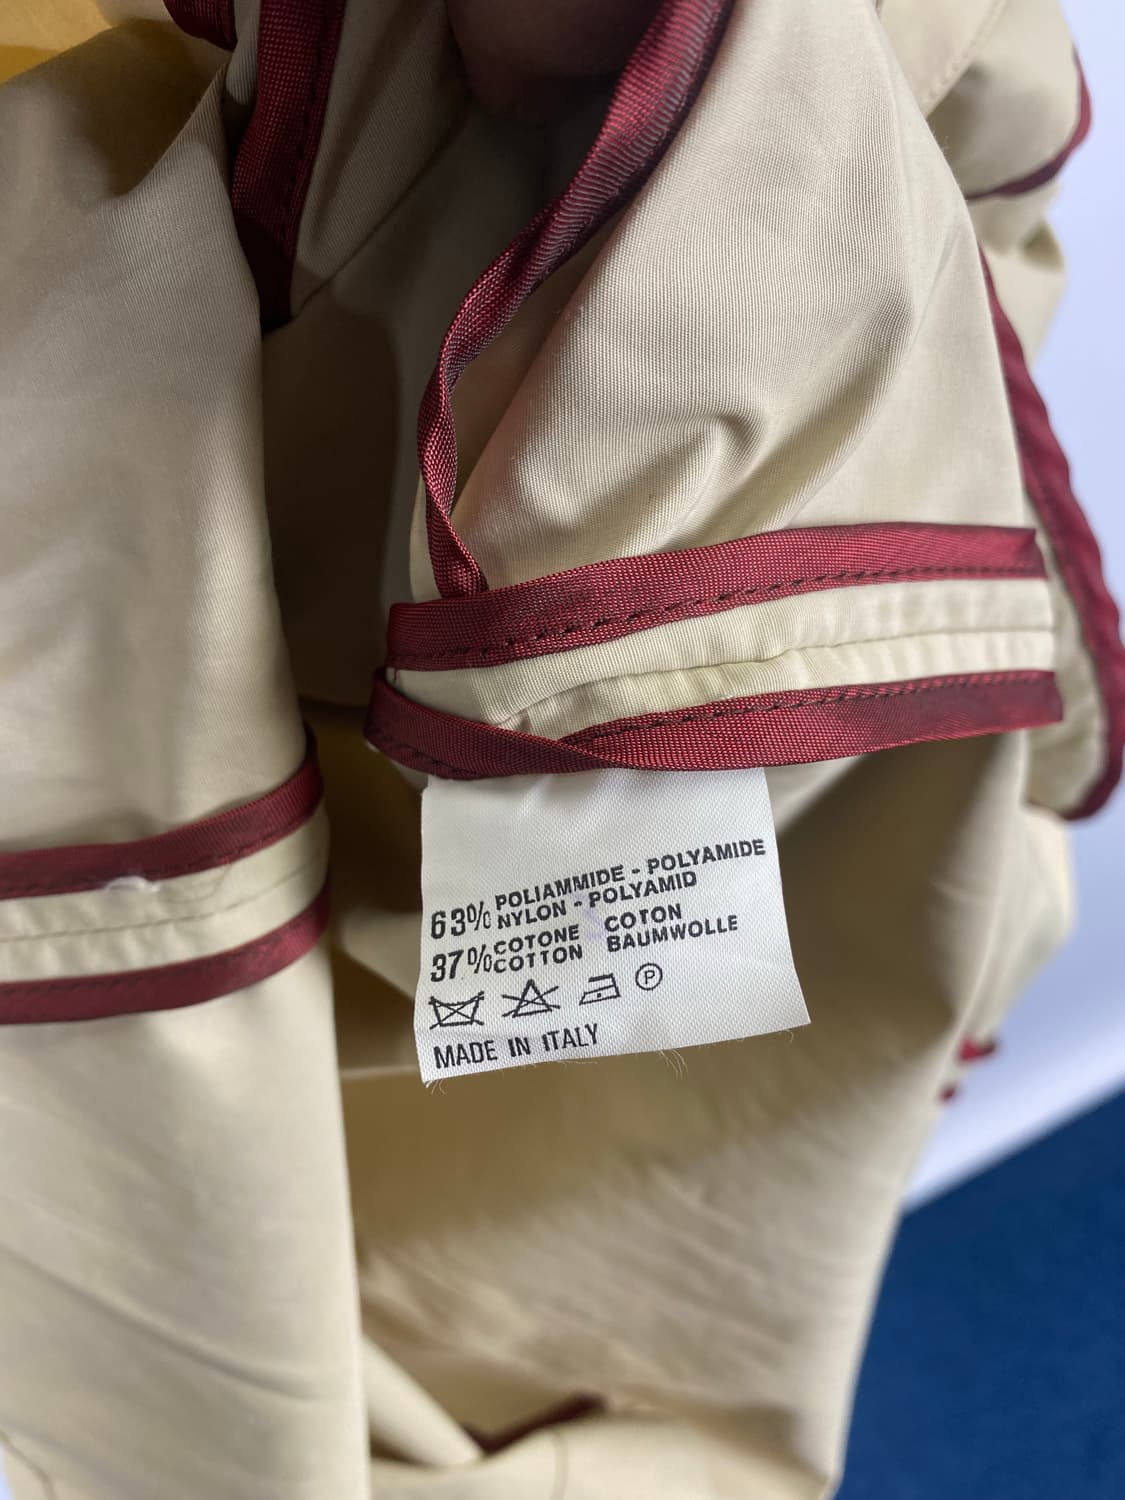 63% POLIAMMIDE - POLYAMIDE
NYLON - POLYAMID
37% COTONE COTON
COTTON BAUMWOLLE
P
MADE IN ITALY